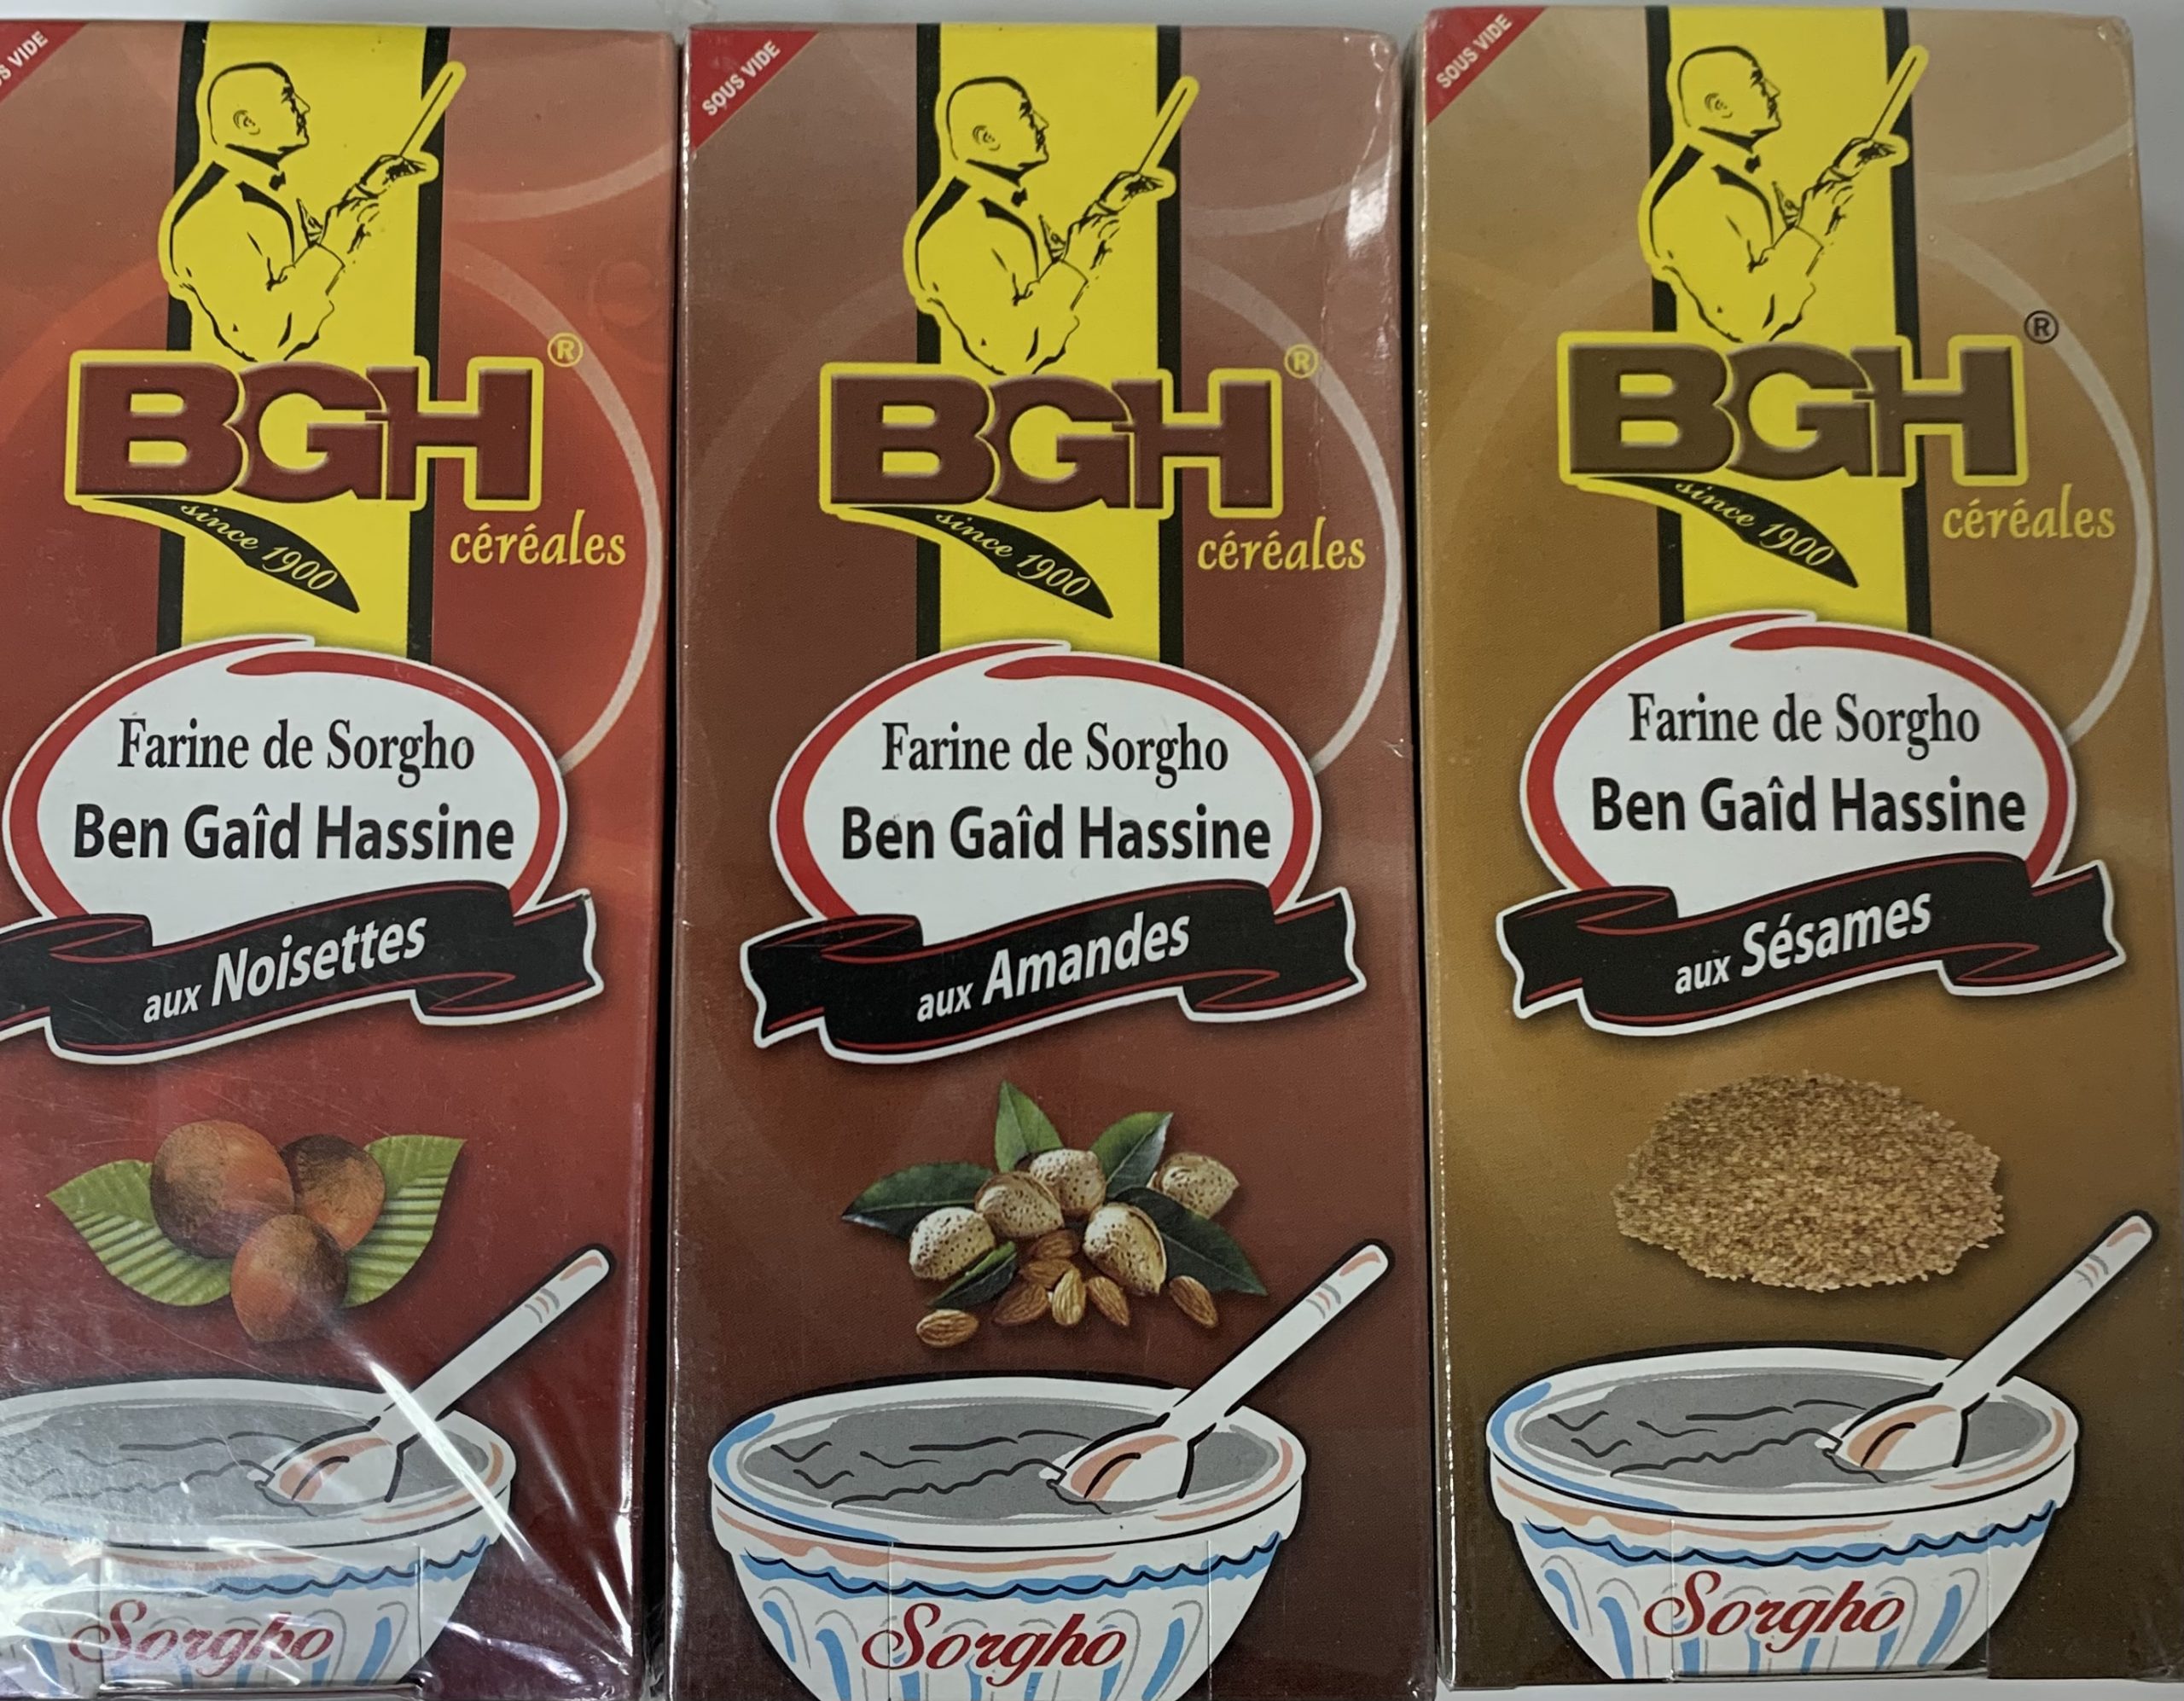 VIDE
BGH®
since 1900
céréales
Farine de Sorgho
Ben Gaîd Hassine
aux Noisettes
Sorgho
SOUS VIDE
BGH®
since 1900
céréales
Farine de Sorgho
Ben Gaîd Hassine
aux Amandes
Sorgho
SOUS VIDE
BGH®
since 1900
céréales
Farine de Sorgho
Ben Gaîd Hassine
aux Sésames
Sorgho